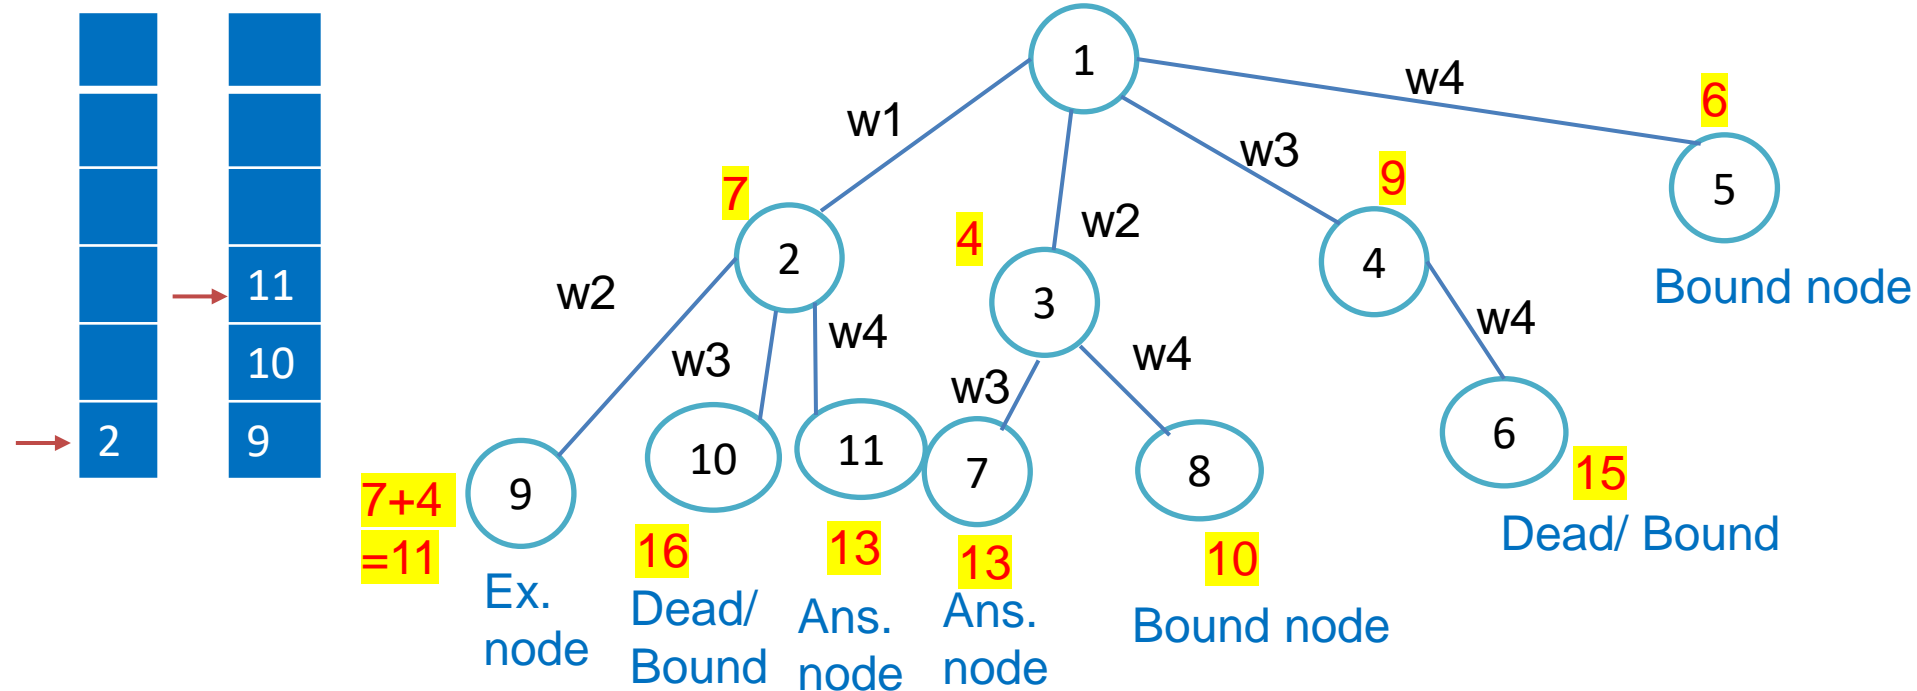 1
w1
w2
w3
w4
7
2
4
3
9
4
6
5
Bound node
w2
w3
w4
w3
w4
w4
11
10
2
9
7+4
=11
9
Ex.
node
10
16
Dead/
Bound
11
13
Ans.
node
7
13
Ans.
node
8
10
Bound node
6
15
Dead/ Bound